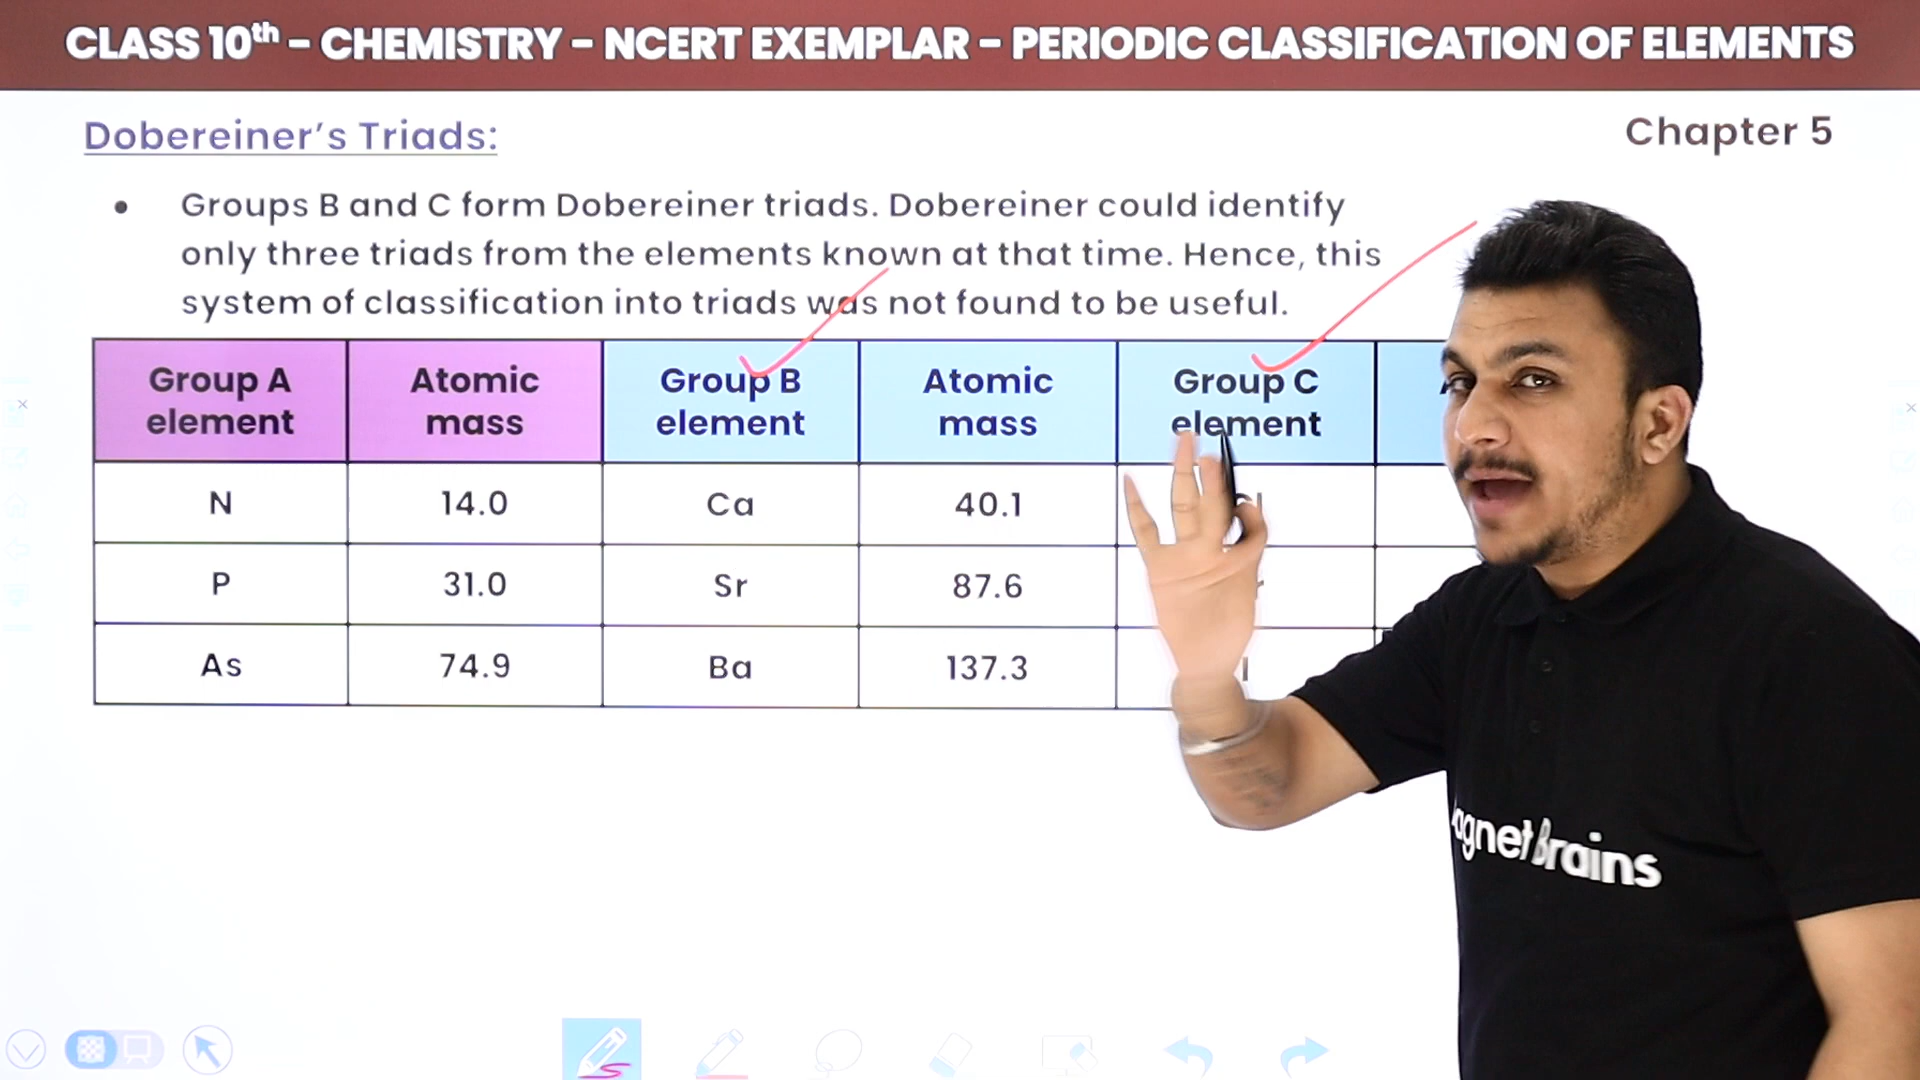 CLASS 10th – CHEMISTRY – NCERT EXEMPLAR – PERIODIC CLASSIFICATION OF ELEMENTS
Dobereiner's Triads:
Chapter 5
• Groups B and C form Dobereiner triads. Dobereiner could identify
only three triads from the elements known at that time. Hence, this
system of classification into triads was not found to be useful.
Group A element Atomic mass Group B element Atomic mass Group C element
N 14.0 Ca 40.1
P 31.0 Sr 87.6
As 74.9 Ba 137.3 I
agnet Brains